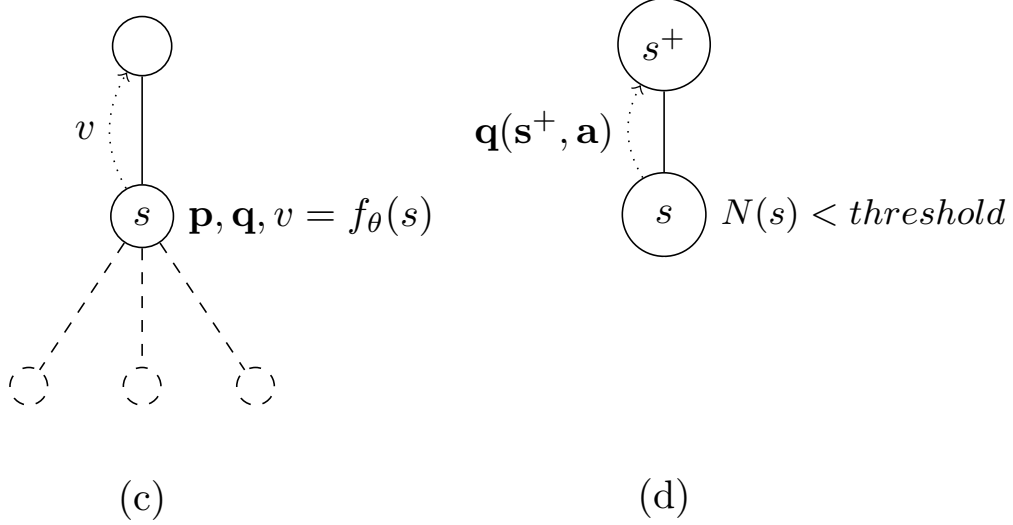 s⁺
v
q(s⁺, a)
s
p, q, v = f_θ(s)
s
N(s) < threshold
(c)
(d)